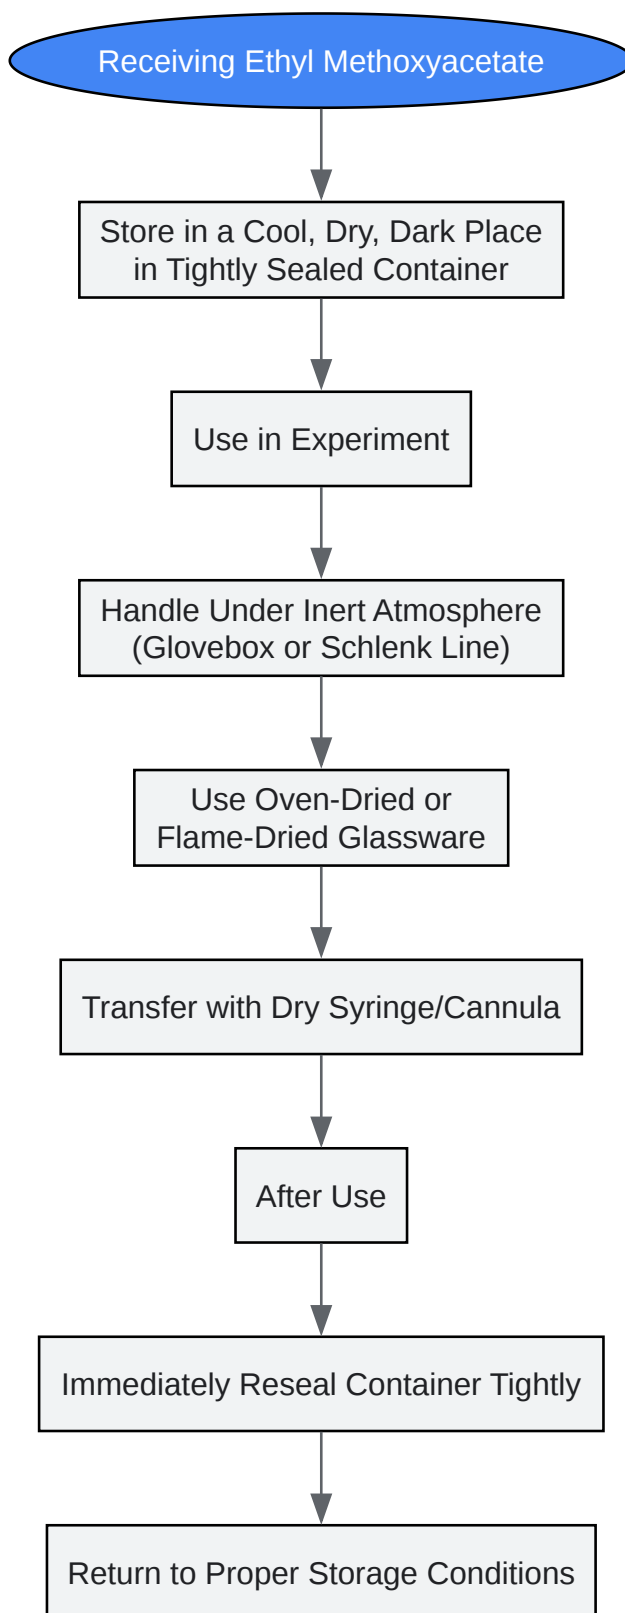 Receiving Ethyl Methoxyacetate
Store in a Cool, Dry, Dark Place
in Tightly Sealed Container
Use in Experiment
Handle Under Inert Atmosphere
(Glovebox or Schlenk Line)
Use Oven-Dried or
Flame-Dried Glassware
Transfer with Dry Syringe/Cannula
After Use
Immediately Reseal Container Tightly
Return to Proper Storage Conditions